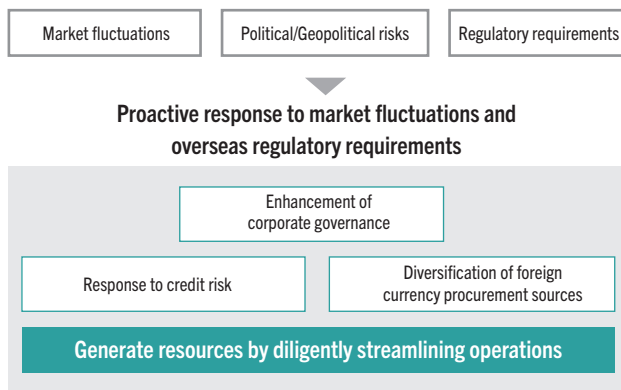 Market fluctuations
Political/Geopolitical risks
Regulatory requirements
Proactive response to market fluctuations and
overseas regulatory requirements
Enhancement of
corporate governance
Response to credit risk
Diversification of foreign
currency procurement sources
Generate resources by diligently streamlining operations